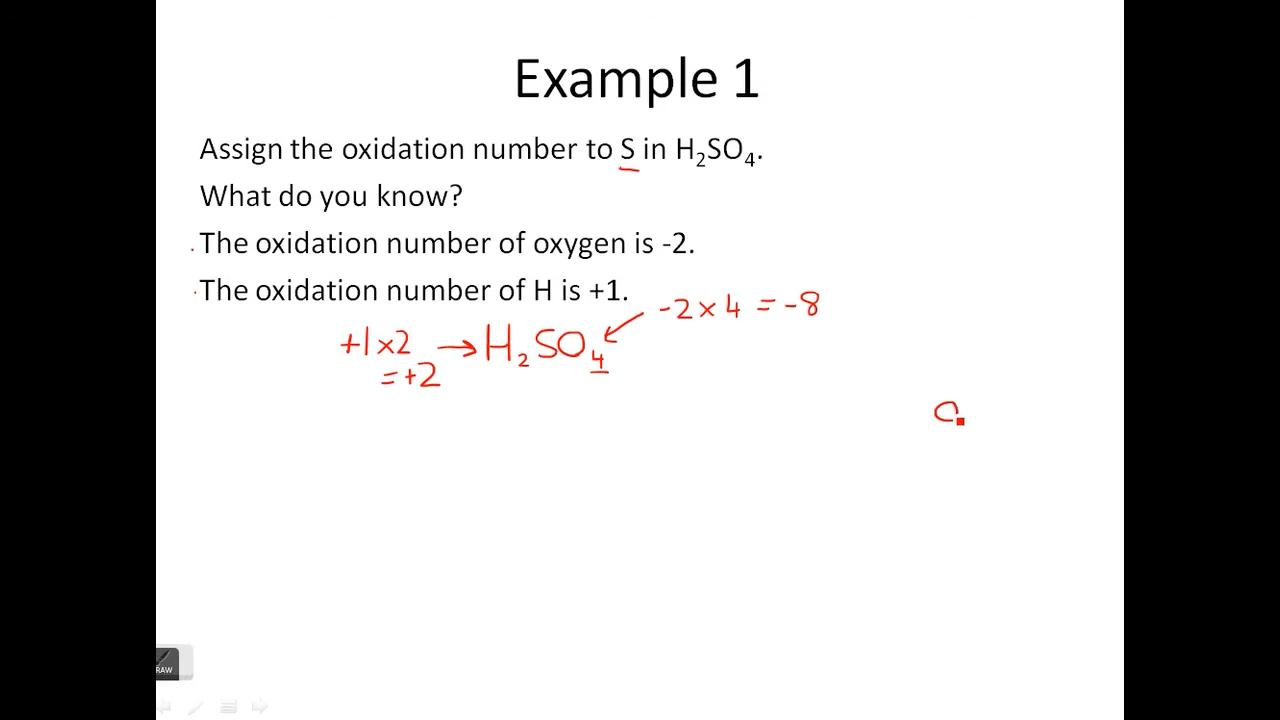 Example 1
Assign the oxidation number to S in H₂SO₄.
What do you know?
The oxidation number of oxygen is -2.
The oxidation number of H is +1.
-2 × 4 = -8
+1 ×2 → H₂SO₄
= +2
RAW